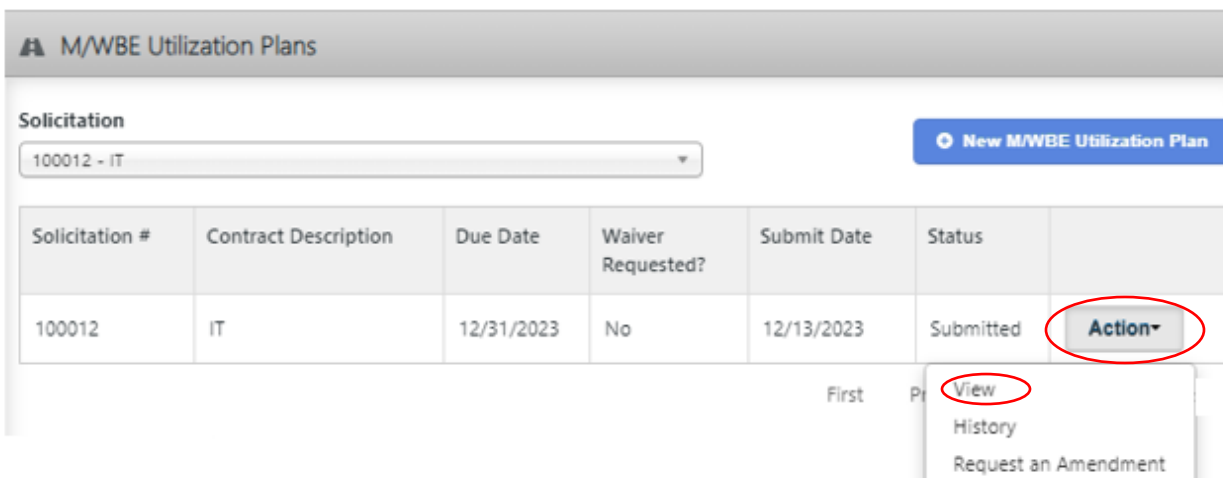 M/WBE Utilization Plans
Solicitation
100012 - IT
New M/WBE Utilization Plan
Solicitation # Contract Description Due Date Waiver Requested? Submit Date Status
100012 IT 12/31/2023 No 12/13/2023 Submitted Action
First
View
History
Request an Amendment